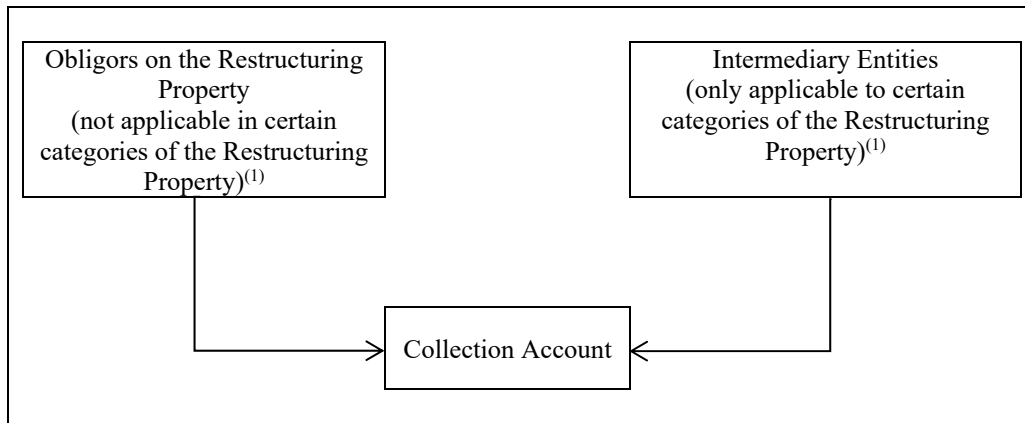 Obligors on the Restructuring
Property
(not applicable in certain
categories of the Restructuring
Property)(1)
Intermediary Entities
(only applicable to certain
categories of the Restructuring
Property)(1)
Collection Account